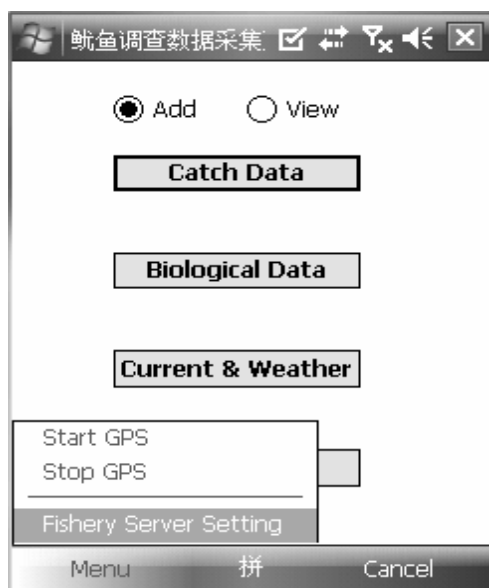 鱿鱼调查数据采集
Add View
Catch Data
Biological Data
Current & Weather
Start GPS
Stop GPS
Fishery Server Setting
Menu 拼 Cancel